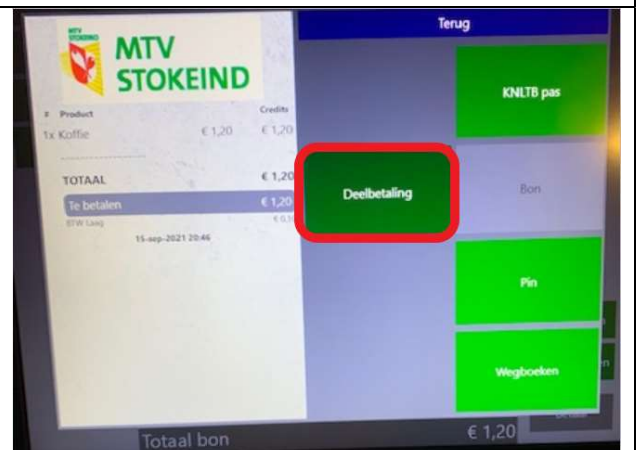 Terug
MTV
STOKEIND
# Product Credits
1x Koffie € 1,20 € 1,20
TOTAAL € 1,20
Te betalen € 1,20
BTW Laag
15-sep-2021 20:46
KNLTB pas
Deelbetaling
Bon
Pin
Wegboeken
Totaal bon € 1,20